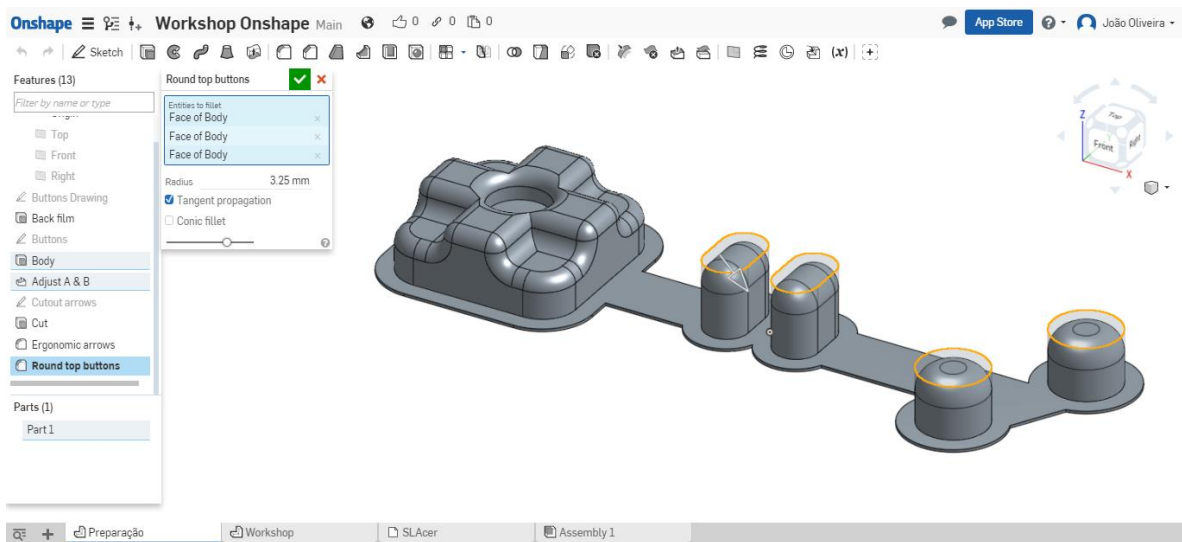 Onshape Workshop Onshape Main 0 0 0 App Store João Oliveira
Sketch (x)
Features (13)
Filter by name or type
Top
Front
Right
Buttons Drawing
Back film
Buttons
Body
Adjust A & B
Cutout arrows
Cut
Ergonomic arrows
Round top buttons
Parts (1)
Part 1
Round top buttons
Entities to fillet
Face of Body
Face of Body
Face of Body
Radius 3.25 mm
Tangent propagation
Conic fillet
Z
Top
Front
Right
X
Preparação Workshop SLAcer Assembly 1